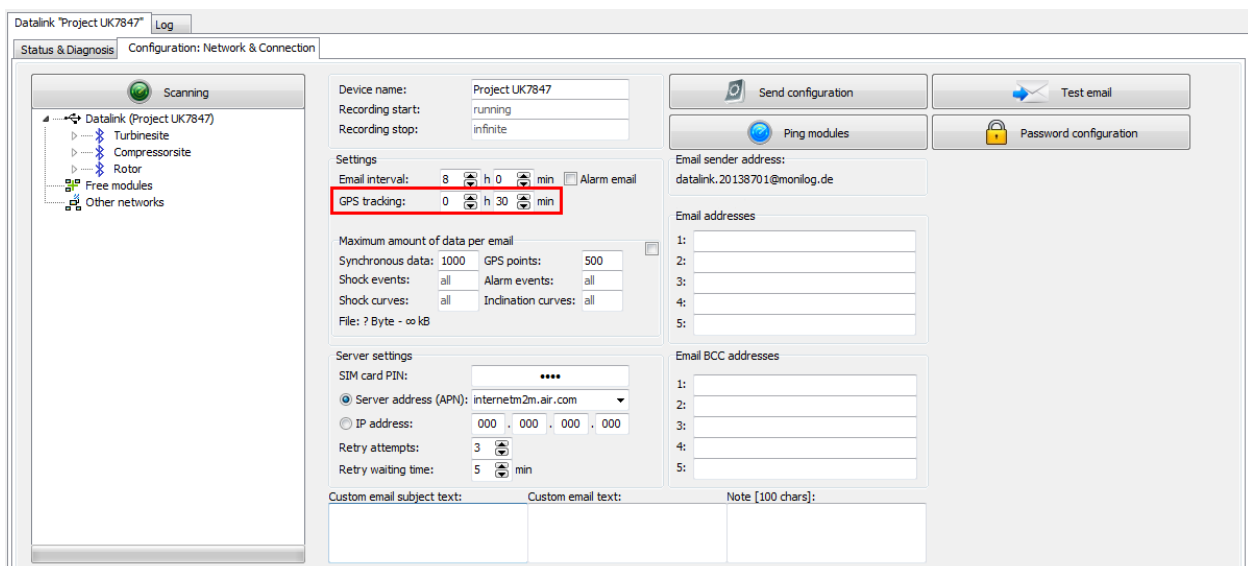 Datalink "Project UK7847" Log
Status & Diagnosis Configuration: Network & Connection
Scanning
Datalink (Project UK7847)
Turbinesite
Compressorsite
Rotor
Free modules
Other networks
Device name: Project UK7847
Recording start: running
Recording stop: infinite
Settings
Email interval: 8 h 0 min Alarm email
GPS tracking: 0 h 30 min
Maximum amount of data per email
Synchronous data: 1000 GPS points: 500
Shock events: all Alarm events: all
Shock curves: all Inclination curves: all
File: ? Byte - ∞ kB
Server settings
SIM card PIN: ••••
Server address (APN): internetm2m.air.com
IP address: 000 . 000 . 000 . 000
Retry attempts: 3
Retry waiting time: 5 min
Send configuration Test email
Ping modules Password configuration
Email sender address:
datalink.20138701@monilog.de
Email addresses
1:
2:
3:
4:
5:
Email BCC addresses
1:
2:
3:
4:
5:
Custom email subject text: Custom email text: Note [100 chars]: